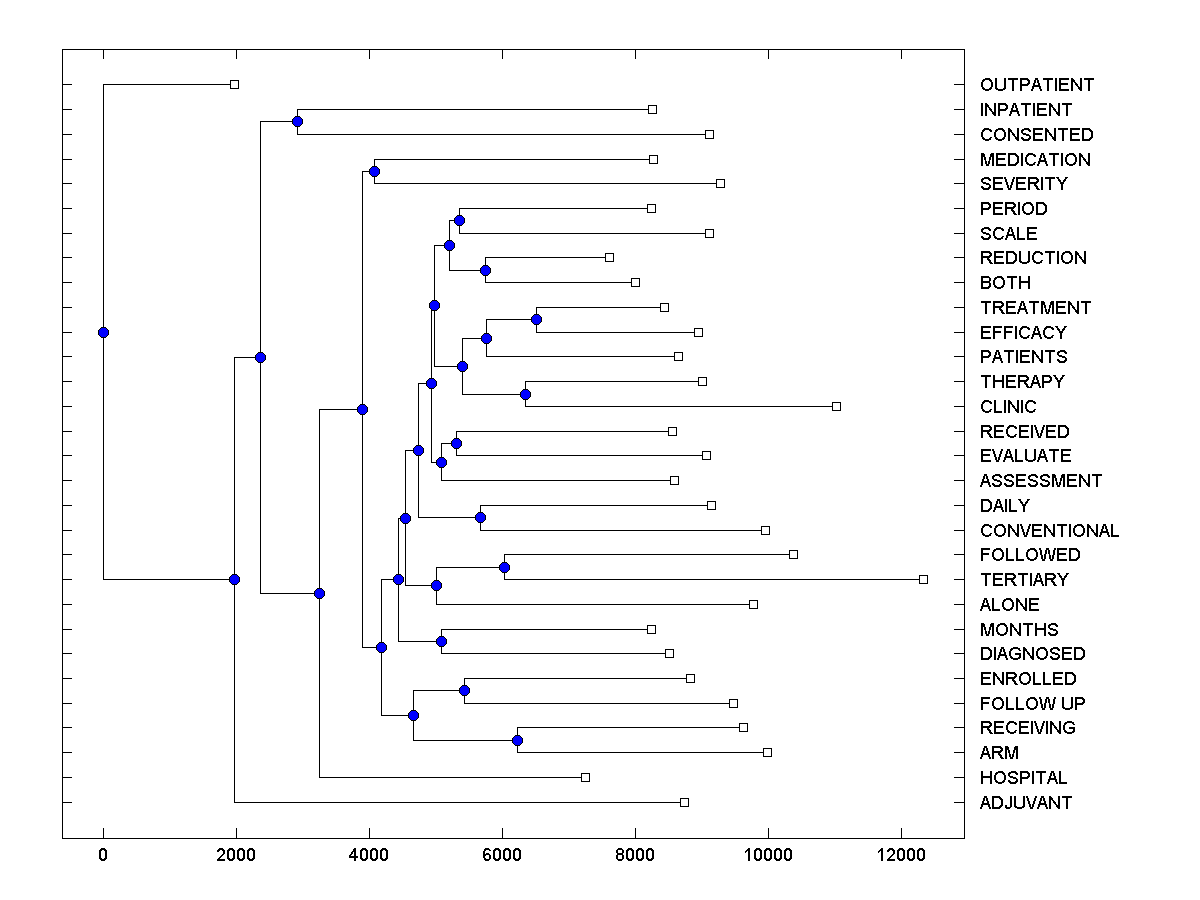 OUTPATIENT
INPATIENT
CONSENTED
MEDICATION
SEVERITY
PERIOD
SCALE
REDUCTION
BOTH
TREATMENT
EFFICACY
PATIENTS
THERAPY
CLINIC
RECEIVED
EVALUATE
ASSESSMENT
DAILY
CONVENTIONAL
FOLLOWED
TERTIARY
ALONE
MONTHS
DIAGNOSED
ENROLLED
FOLLOW UP
RECEIVING
ARM
HOSPITAL
ADJUVANT
0 2000 4000 6000 8000 10000 12000